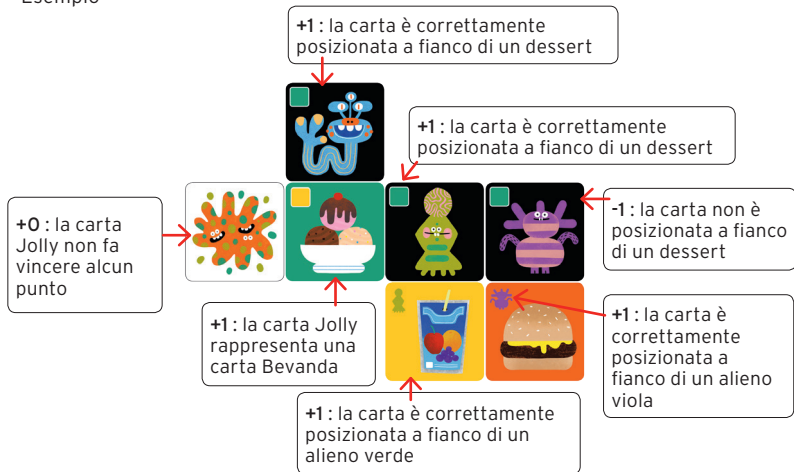 Esempio
+1 : la carta è correttamente
posizionata a fianco di un dessert
+1 : la carta è correttamente
posizionata a fianco di un dessert
+0 : la carta
Jolly non fa
vincere alcun
punto
-1 : la carta non è
posizionata a fianco
di un dessert
+1 : la carta Jolly
rappresenta una
carta Bevanda
+1 : la carta è
correttamente
posizionata a
fianco di un alieno
viola
+1 : la carta è correttamente
posizionata a fianco di un
alieno verde